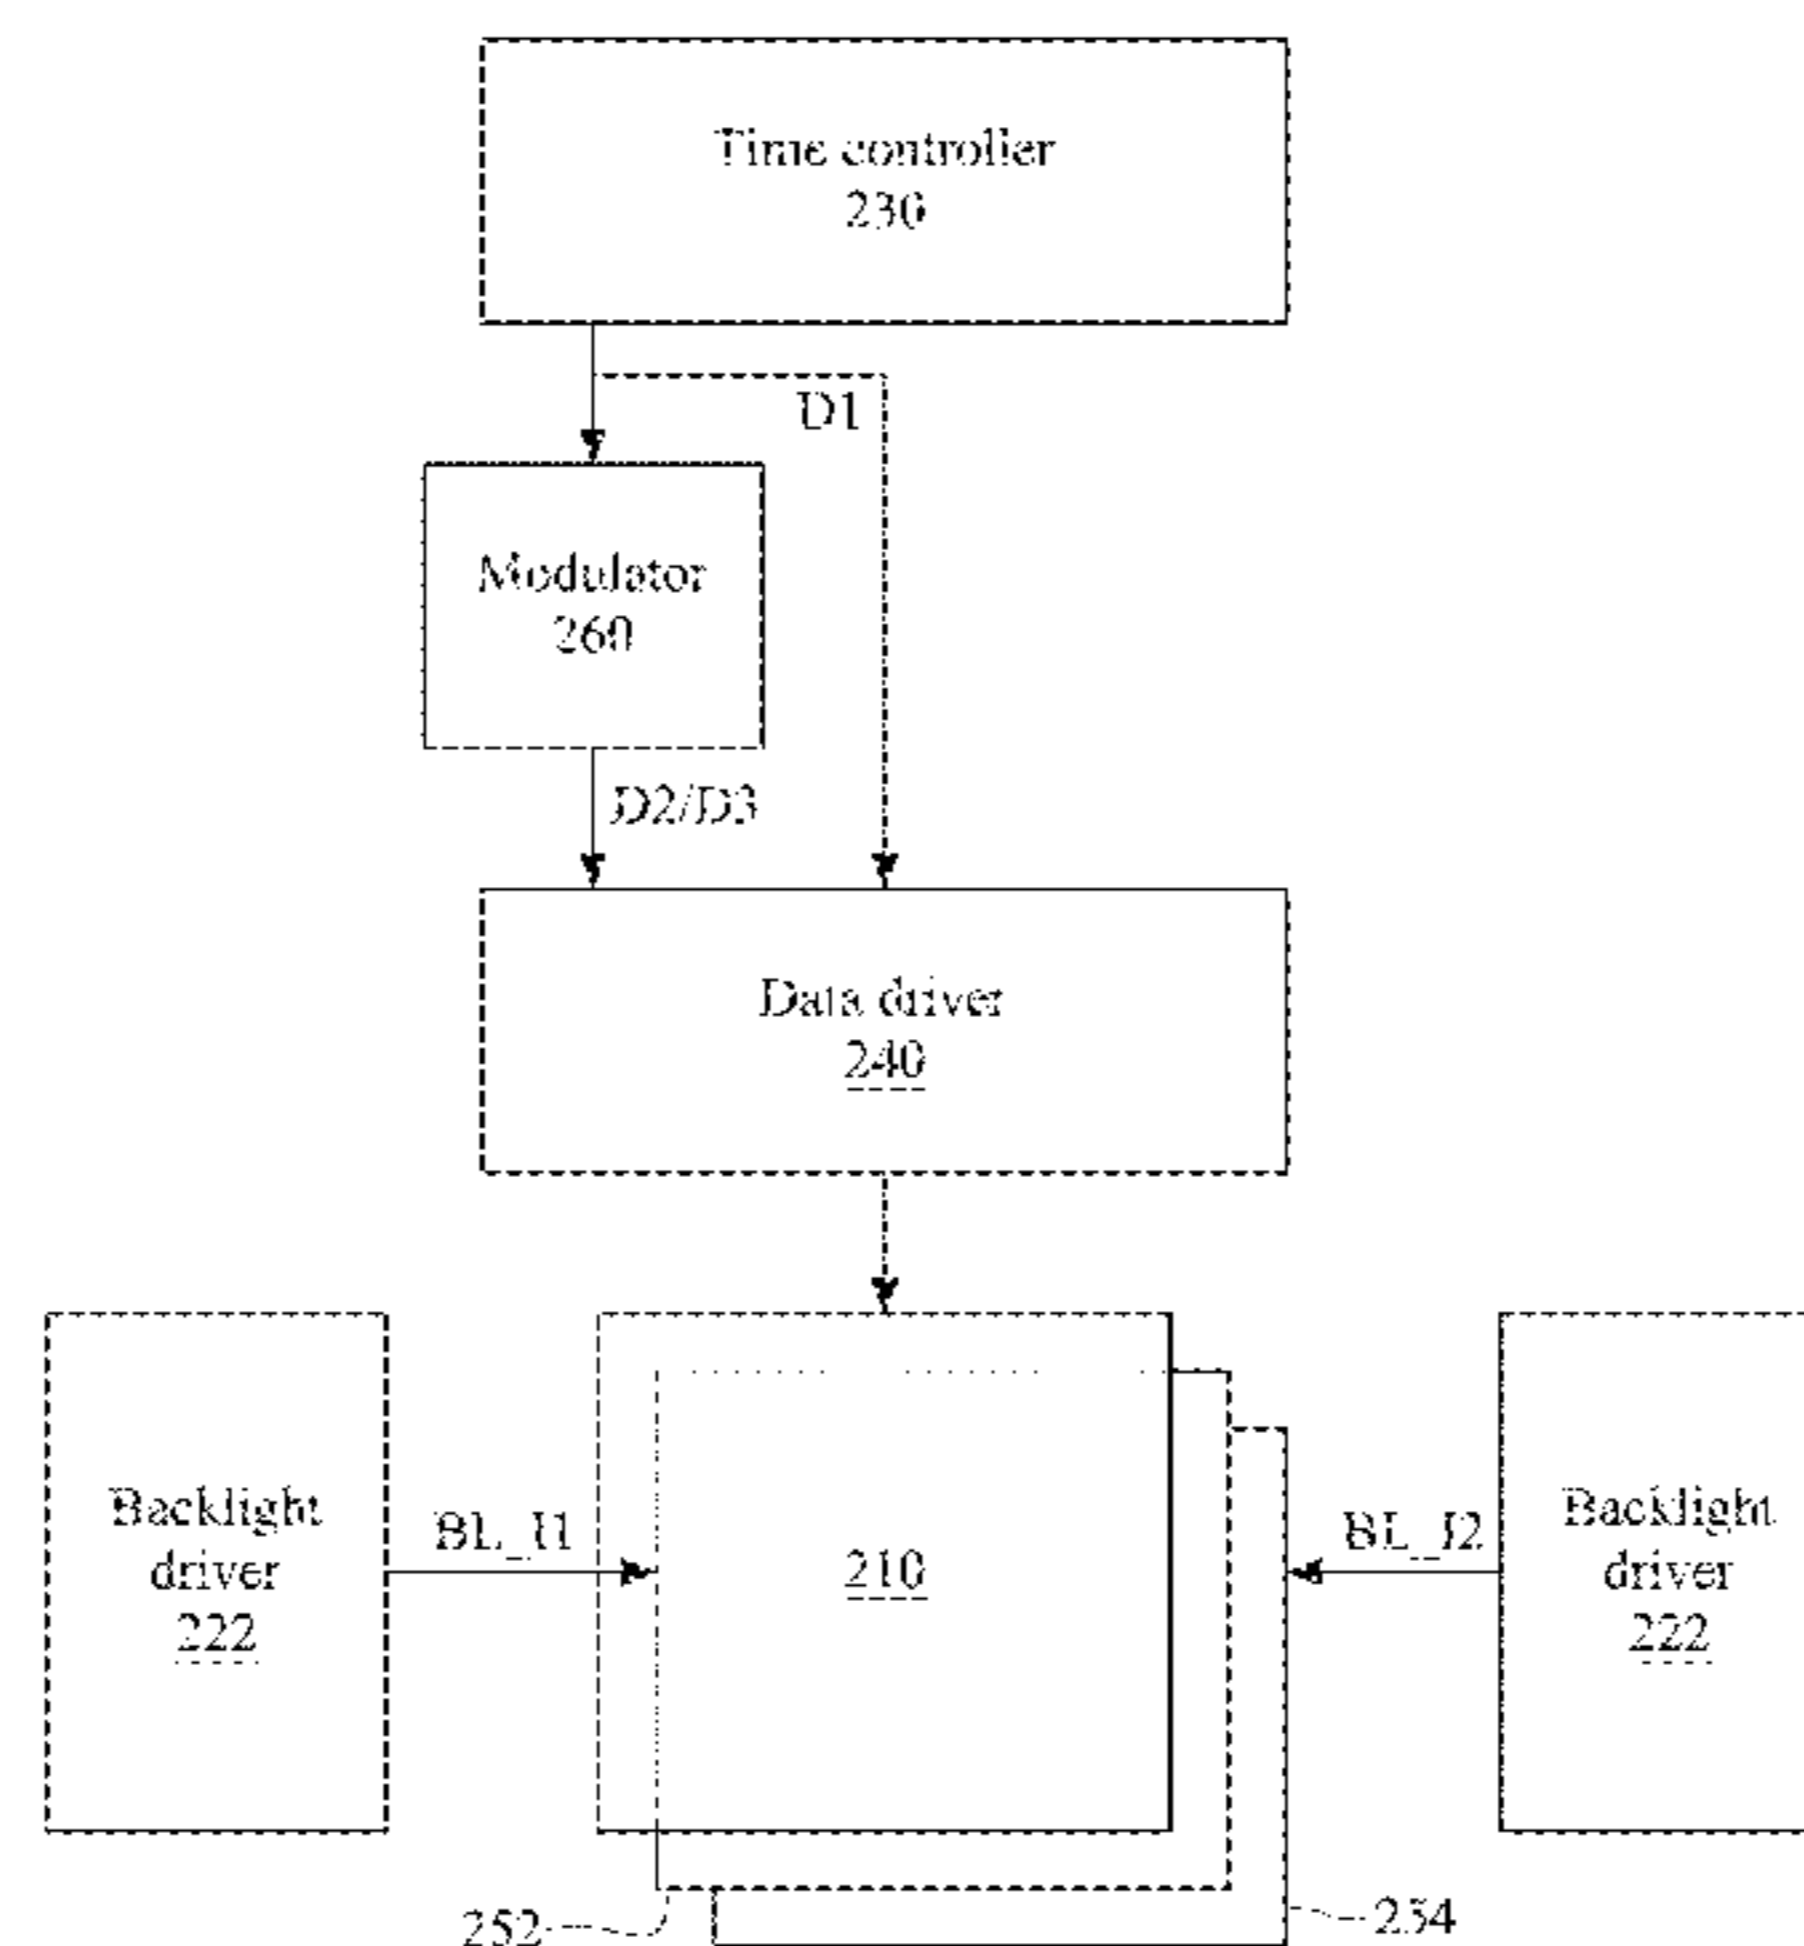 Time controller
230
D1
Modulator
260
D2/D3
Data driver
240
Backlight
driver
222
BL_I1
210
BL_I2
Backlight
driver
222
252
254